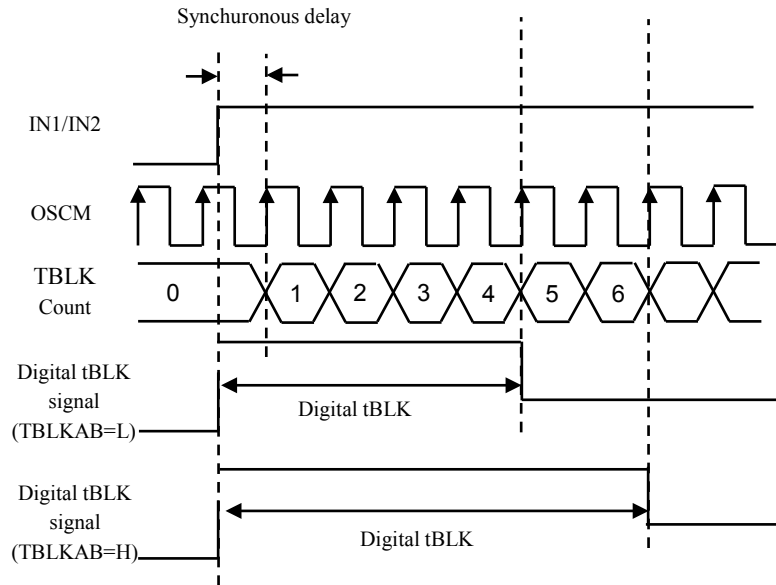 Synchuronous delay
IN1/IN2
OSCM
TBLK
Count
0 1 2 3 4 5 6
Digital tBLK
signal
(TBLKAB=L)
Digital tBLK
Digital tBLK
signal
(TBLKAB=H)
Digital tBLK